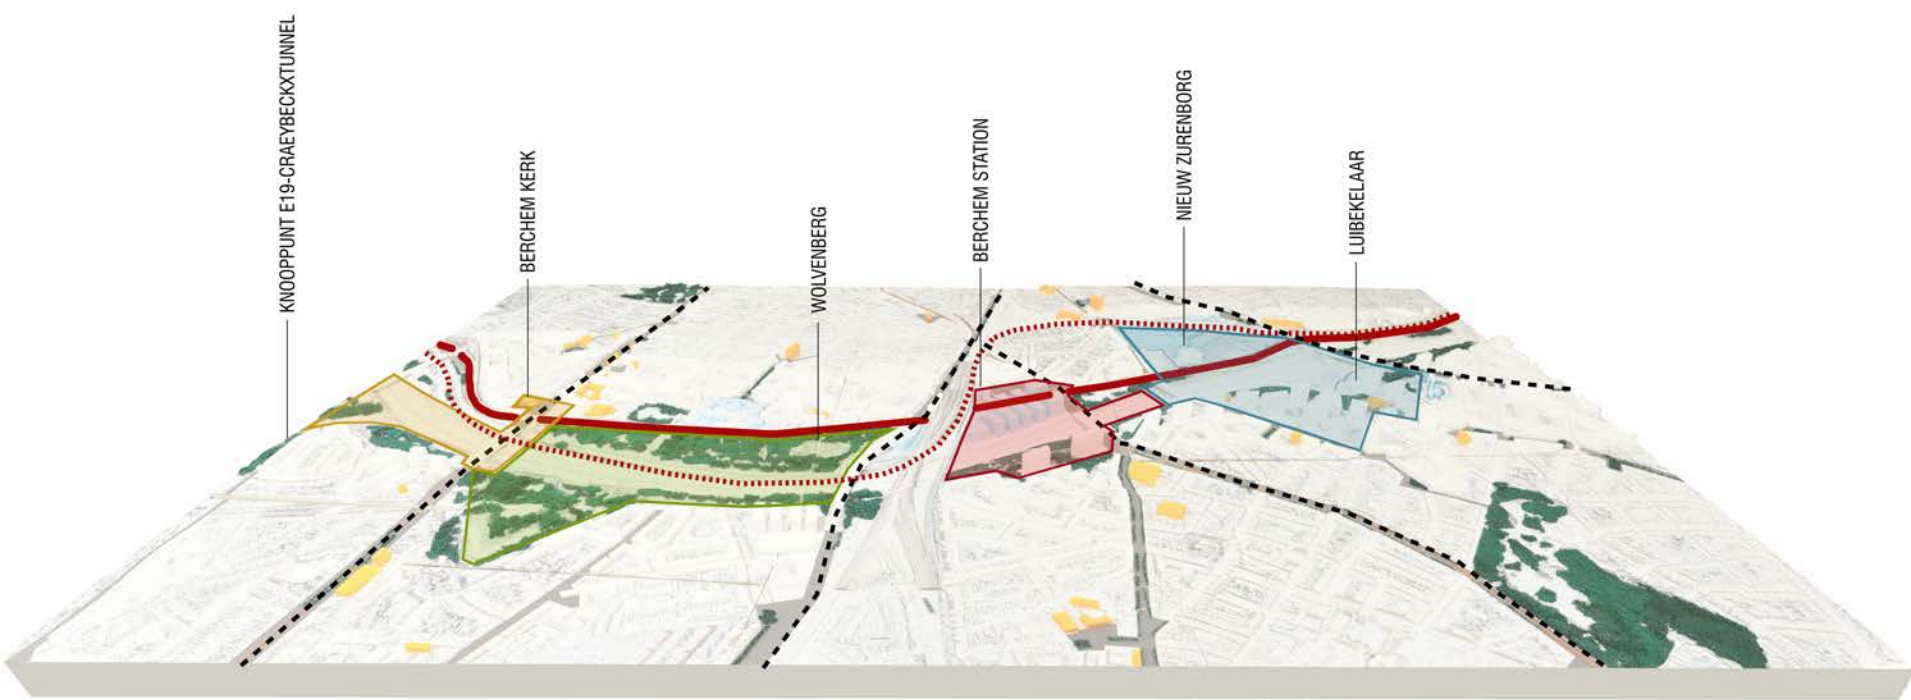 KNOOPPUNT E19-CRAEYBECKXTUNNEL
BERCHEM KERK
WOLVENBERG
BERCHEM STATION
NIEUW ZURENBORG
LUIBEKELAAR